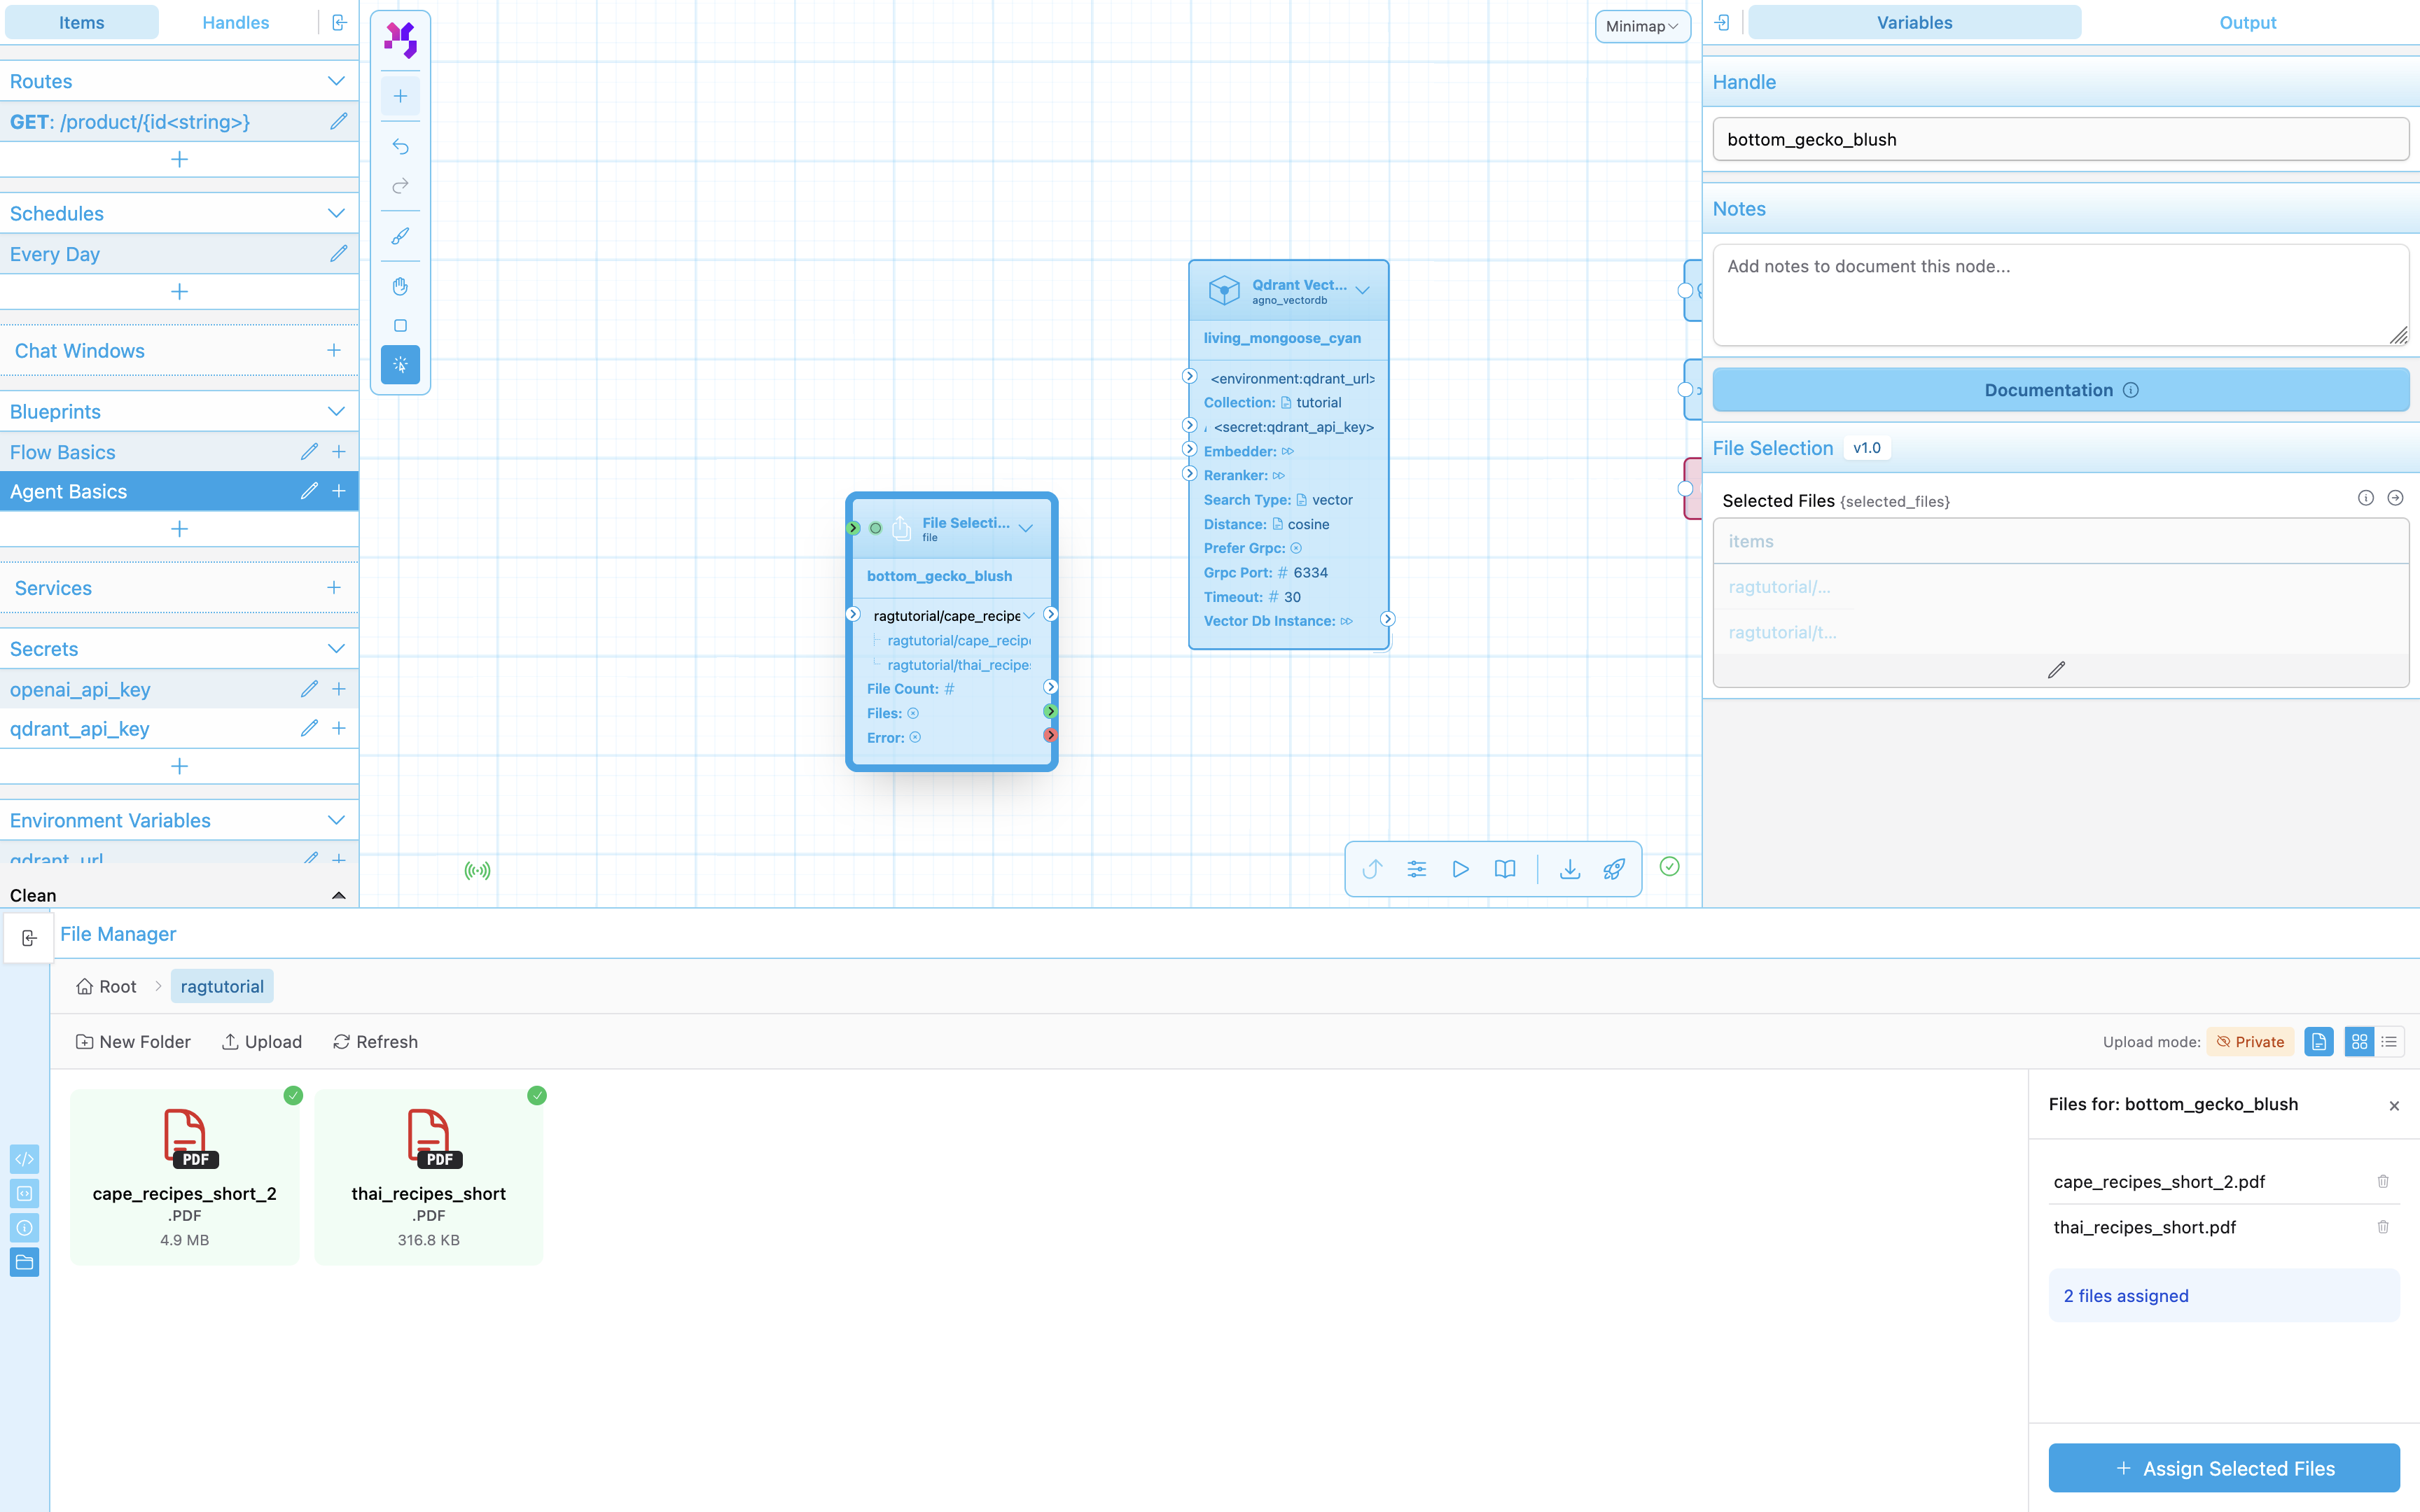 Items
Handles
Routes
GET: /product/{id<string>}
Schedules
Every Day
Chat Windows
Blueprints
Flow Basics
Agent Basics
Services
Secrets
openai_api_key
qdrant_api_key
Environment Variables
qdrant_url
Clean
Minimap
Qdrant Vect...
agno_vectordb
living_mongoose_cyan
<environment:qdrant_url>
Collection: tutorial
<secret:qdrant_api_key>
Embedder:
Reranker:
Search Type: vector
Distance: cosine
Prefer Grpc:
Grpc Port: # 6334
Timeout: # 30
Vector Db Instance:
File Selecti...
file
bottom_gecko_blush
ragtutorial/cape_recipe
ragtutorial/cape_recip
ragtutorial/thai_recipe
File Count: #
Files:
Error:
Variables
Output
Handle
bottom_gecko_blush
Notes
Add notes to document this node...
Documentation
File Selection v1.0
Selected Files {selected_files}
items
ragtutorial/...
ragtutorial/t...
File Manager
Root
ragtutorial
New Folder
Upload
Refresh
Upload mode: Private
PDF
cape_recipes_short_2
.PDF
4.9 MB
PDF
thai_recipes_short
.PDF
316.8 KB
Files for: bottom_gecko_blush
cape_recipes_short_2.pdf
thai_recipes_short.pdf
2 files assigned
Assign Selected Files